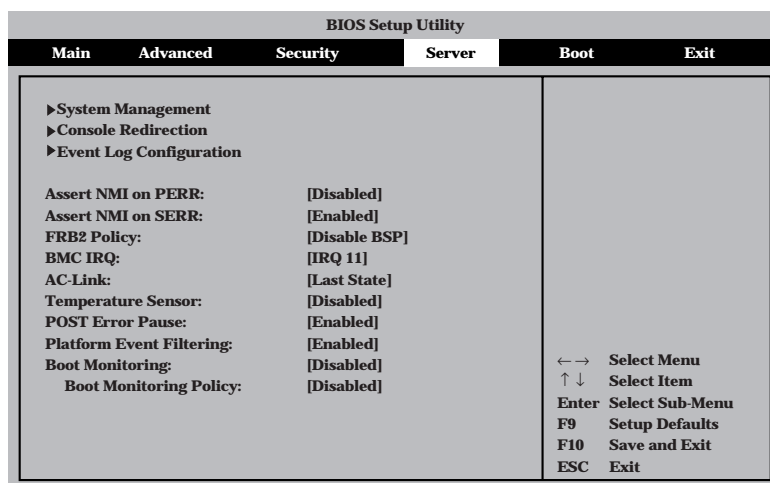 BIOS Setup Utility
Main Advanced Security Server Boot Exit
▶System Management
▶Console Redirection
▶Event Log Configuration
Assert NMI on PERR: [Disabled]
Assert NMI on SERR: [Enabled]
FRB2 Policy: [Disable BSP]
BMC IRQ: [IRQ 11]
AC-Link: [Last State]
Temperature Sensor: [Disabled]
POST Error Pause: [Enabled]
Platform Event Filtering: [Enabled]
Boot Monitoring: [Disabled]
Boot Monitoring Policy: [Disabled]
←→ Select Menu
↑↓ Select Item
Enter Select Sub-Menu
F9 Setup Defaults
F10 Save and Exit
ESC Exit